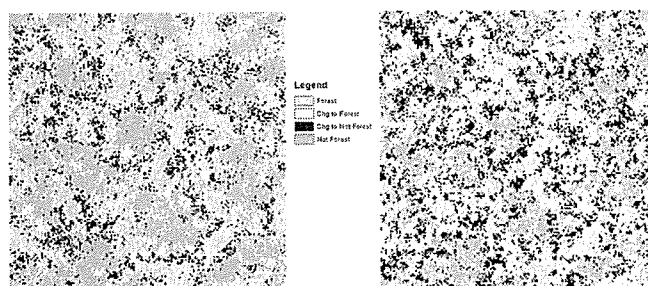 Legend
Forest
Chg to Forest
Chg to Not Forest
Not Forest